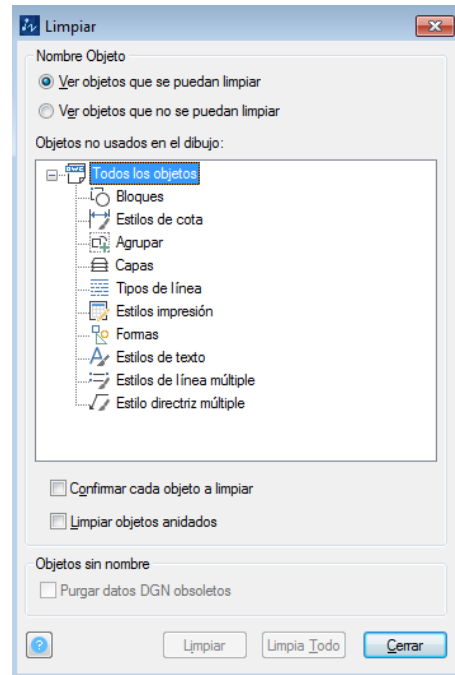 Limpiar
Nombre Objeto
Ver objetos que se puedan limpiar
Ver objetos que no se puedan limpiar
Objetos no usados en el dibujo:
Todos los objetos
Bloques
Estilos de cota
Agrupar
Capas
Tipos de línea
Estilos impresión
Formas
Estilos de texto
Estilos de línea múltiple
Estilo directriz múltiple
Confirmar cada objeto a limpiar
Limpiar objetos anidados
Objetos sin nombre
Purgar datos DGN obsoletos
Limpiar Limpia Todo Cerrar